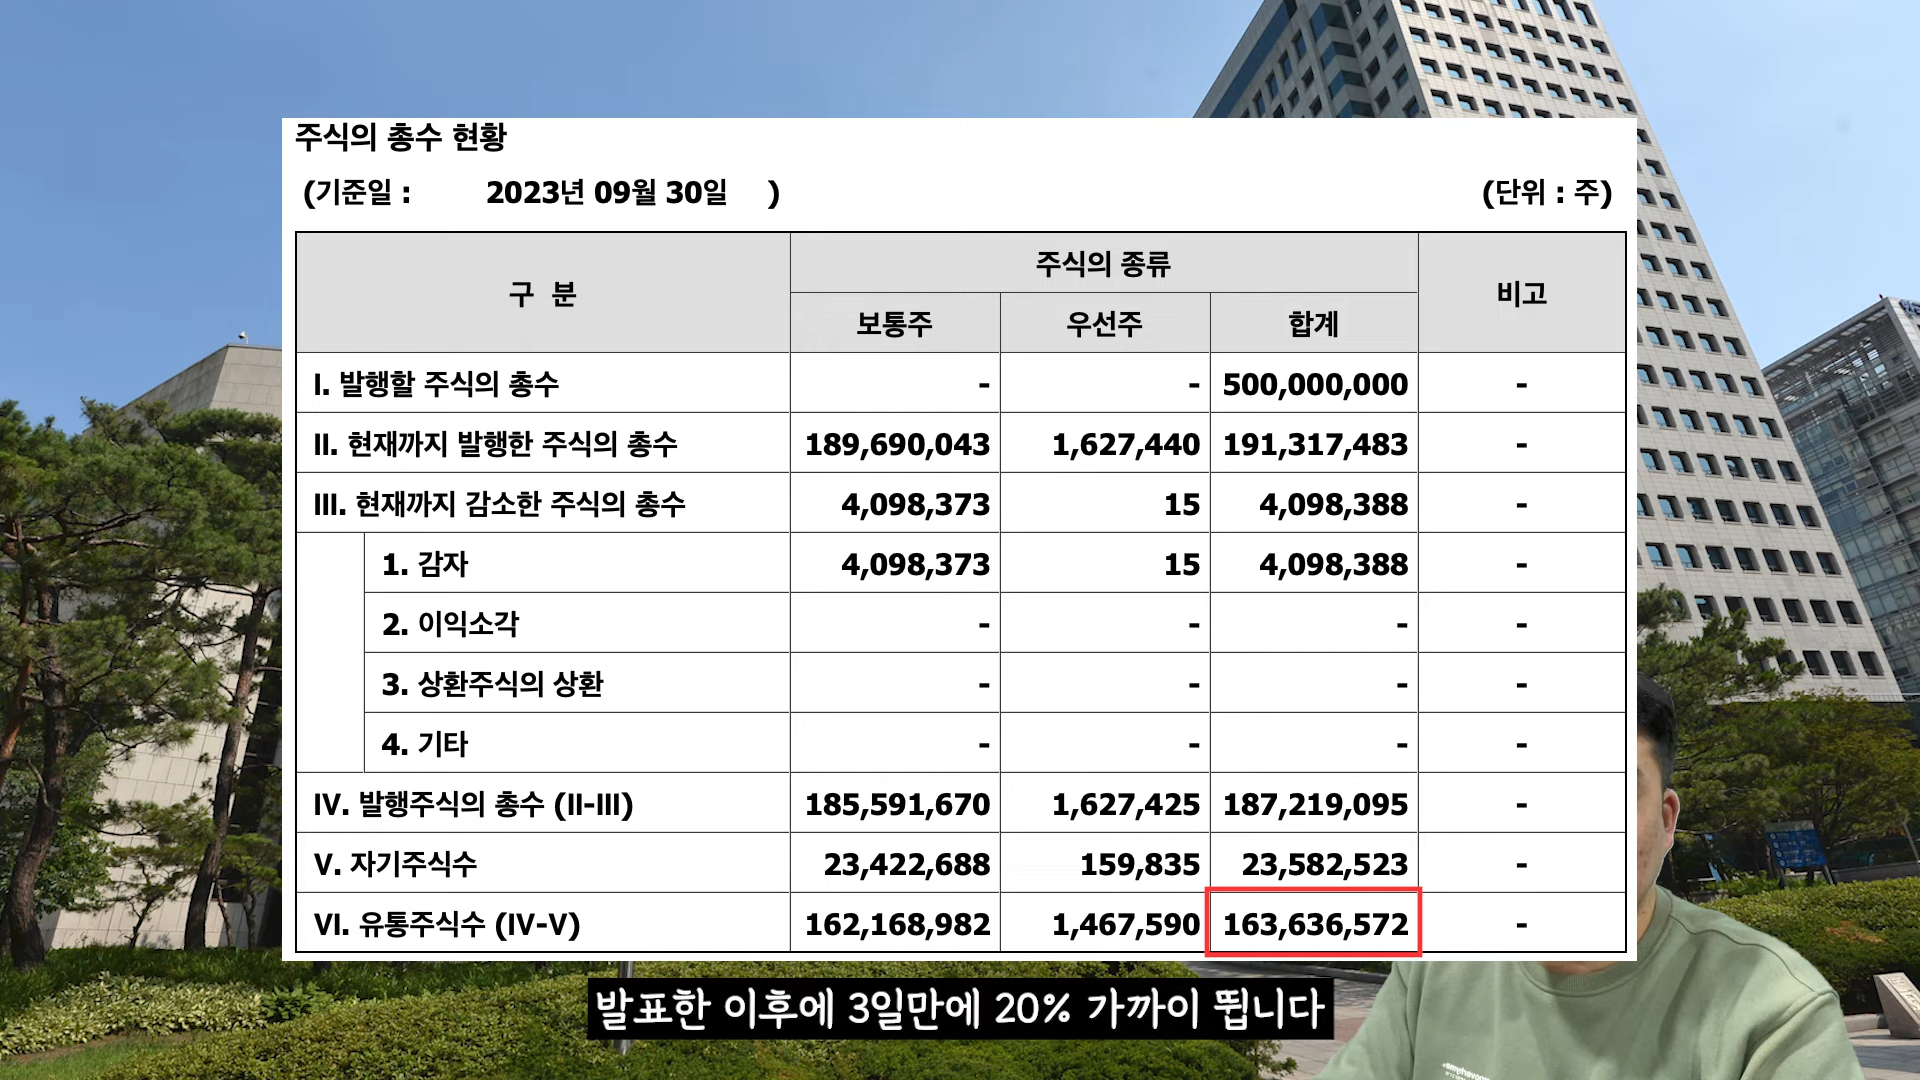 주식의 총수 현황
(기준일 : 2023년 09월 30일 ) (단위 : 주)
구 분 주식의 종류 비고
보통주 우선주 합계
I. 발행할 주식의 총수 - - 500,000,000 -
II. 현재까지 발행한 주식의 총수 189,690,043 1,627,440 191,317,483 -
III. 현재까지 감소한 주식의 총수 4,098,373 15 4,098,388 -
1. 감자 4,098,373 15 4,098,388 -
2. 이익소각 - - - -
3. 상환주식의 상환 - - - -
4. 기타 - - - -
IV. 발행주식의 총수 (II-III) 185,591,670 1,627,425 187,219,095 -
V. 자기주식수 23,422,688 159,835 23,582,523 -
VI. 유통주식수 (IV-V) 162,168,982 1,467,590 163,636,572 -
발표한 이후에 3일만에 20% 가까이 뜁니다